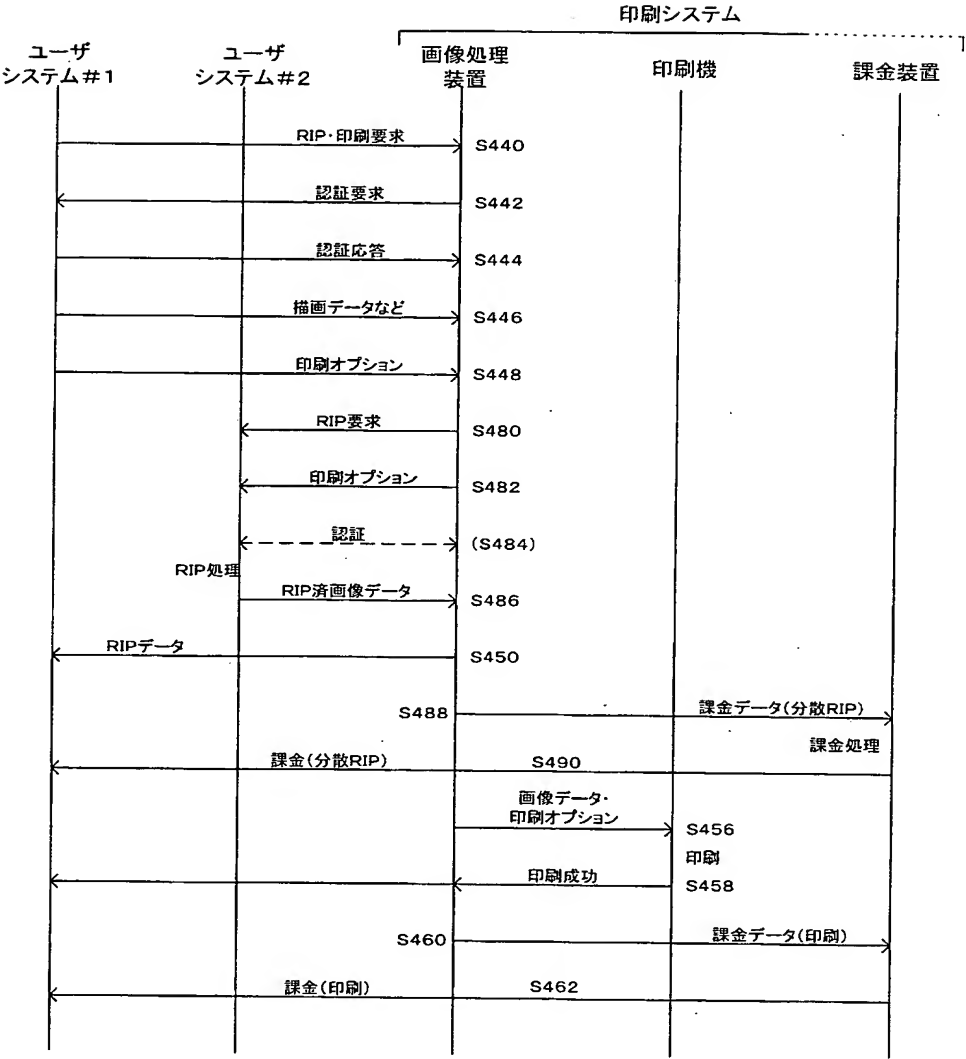 印刷システム
ユーザ
システム#1
ユーザ
システム#2
画像処理
装置
印刷機
課金装置
RIP・印刷要求
S440
認証要求
S442
認証応答
S444
描画データなど
S446
印刷オプション
S448
RIP要求
S480
印刷オプション
S482
認証
(S484)
RIP処理
RIP済画像データ
S486
RIPデータ
S450
S488
課金データ(分散RIP)
課金処理
課金(分散RIP)
S490
画像データ・
印刷オプション
S456
印刷
印刷成功
S458
S460
課金データ(印刷)
課金(印刷)
S462